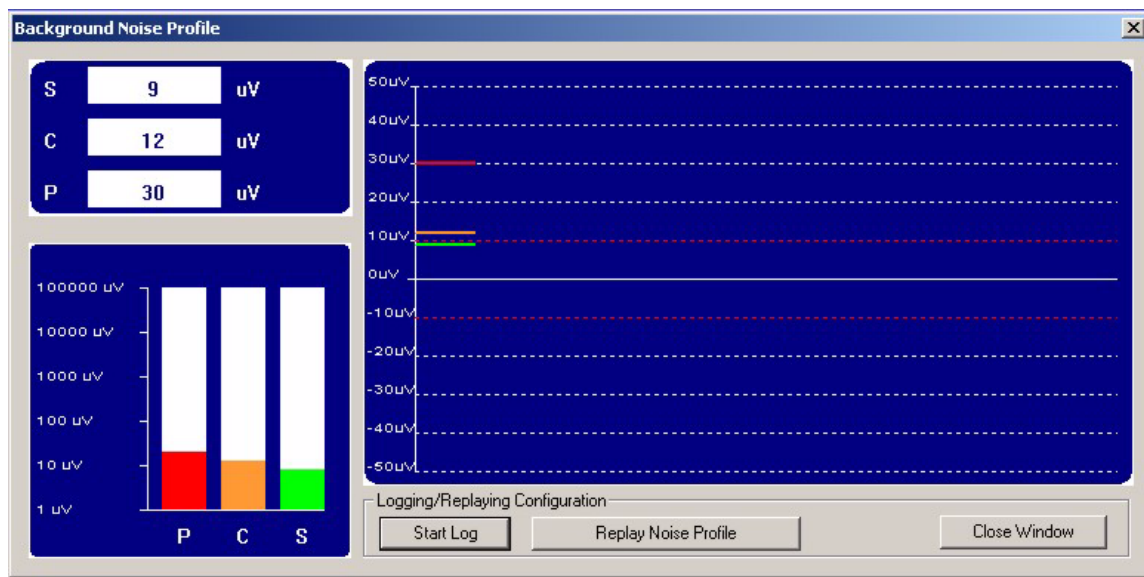 Background Noise Profile
S 9 uV
C 12 uV
P 30 uV
100000 uV
10000 uV
1000 uV
100 uV
10 uV
1 uV
P C S
50uV
40uV
30uV
20uV
10uV
0uV
-10uV
-20uV
-30uV
-40uV
-50uV
Logging/Replaying Configuration
Start Log Replay Noise Profile Close Window